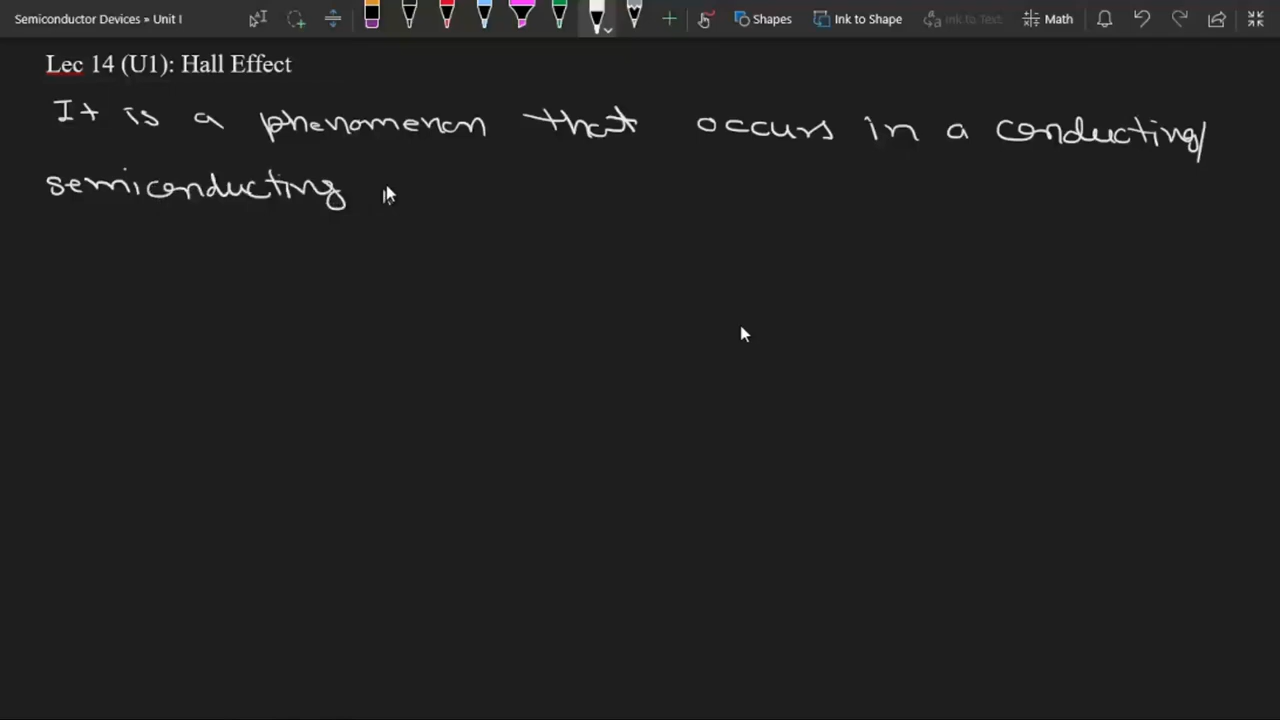 Semiconductor Devices » Unit I
Shapes
Ink to Shape
Ink to Text
Math
Lec 14 (U1): Hall Effect
It is a phenomenon that occurs in a conducting/
semiconducting